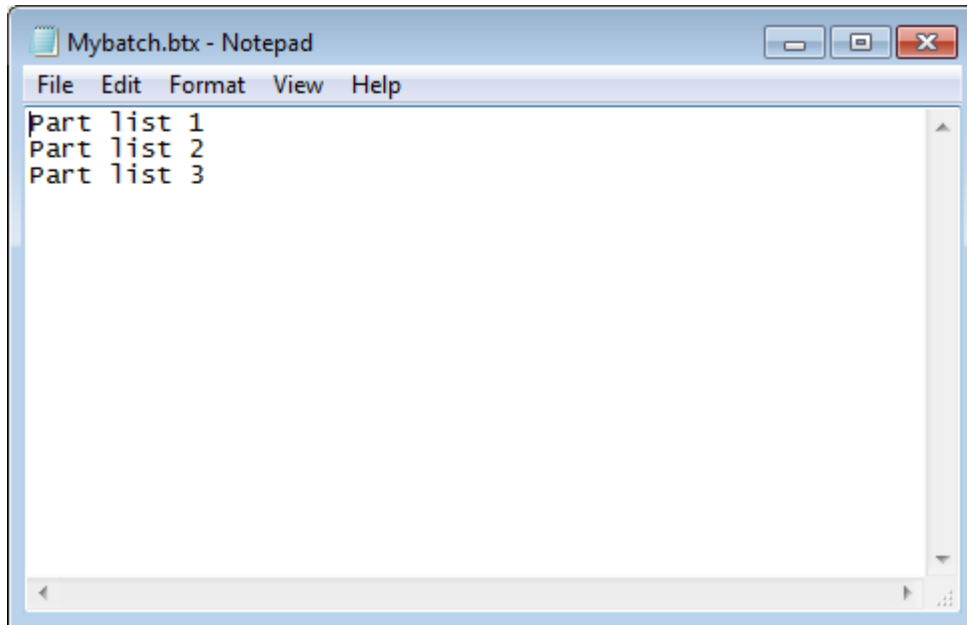 Mybatch.btx - Notepad
File Edit Format View Help
Part list 1
Part list 2
Part list 3